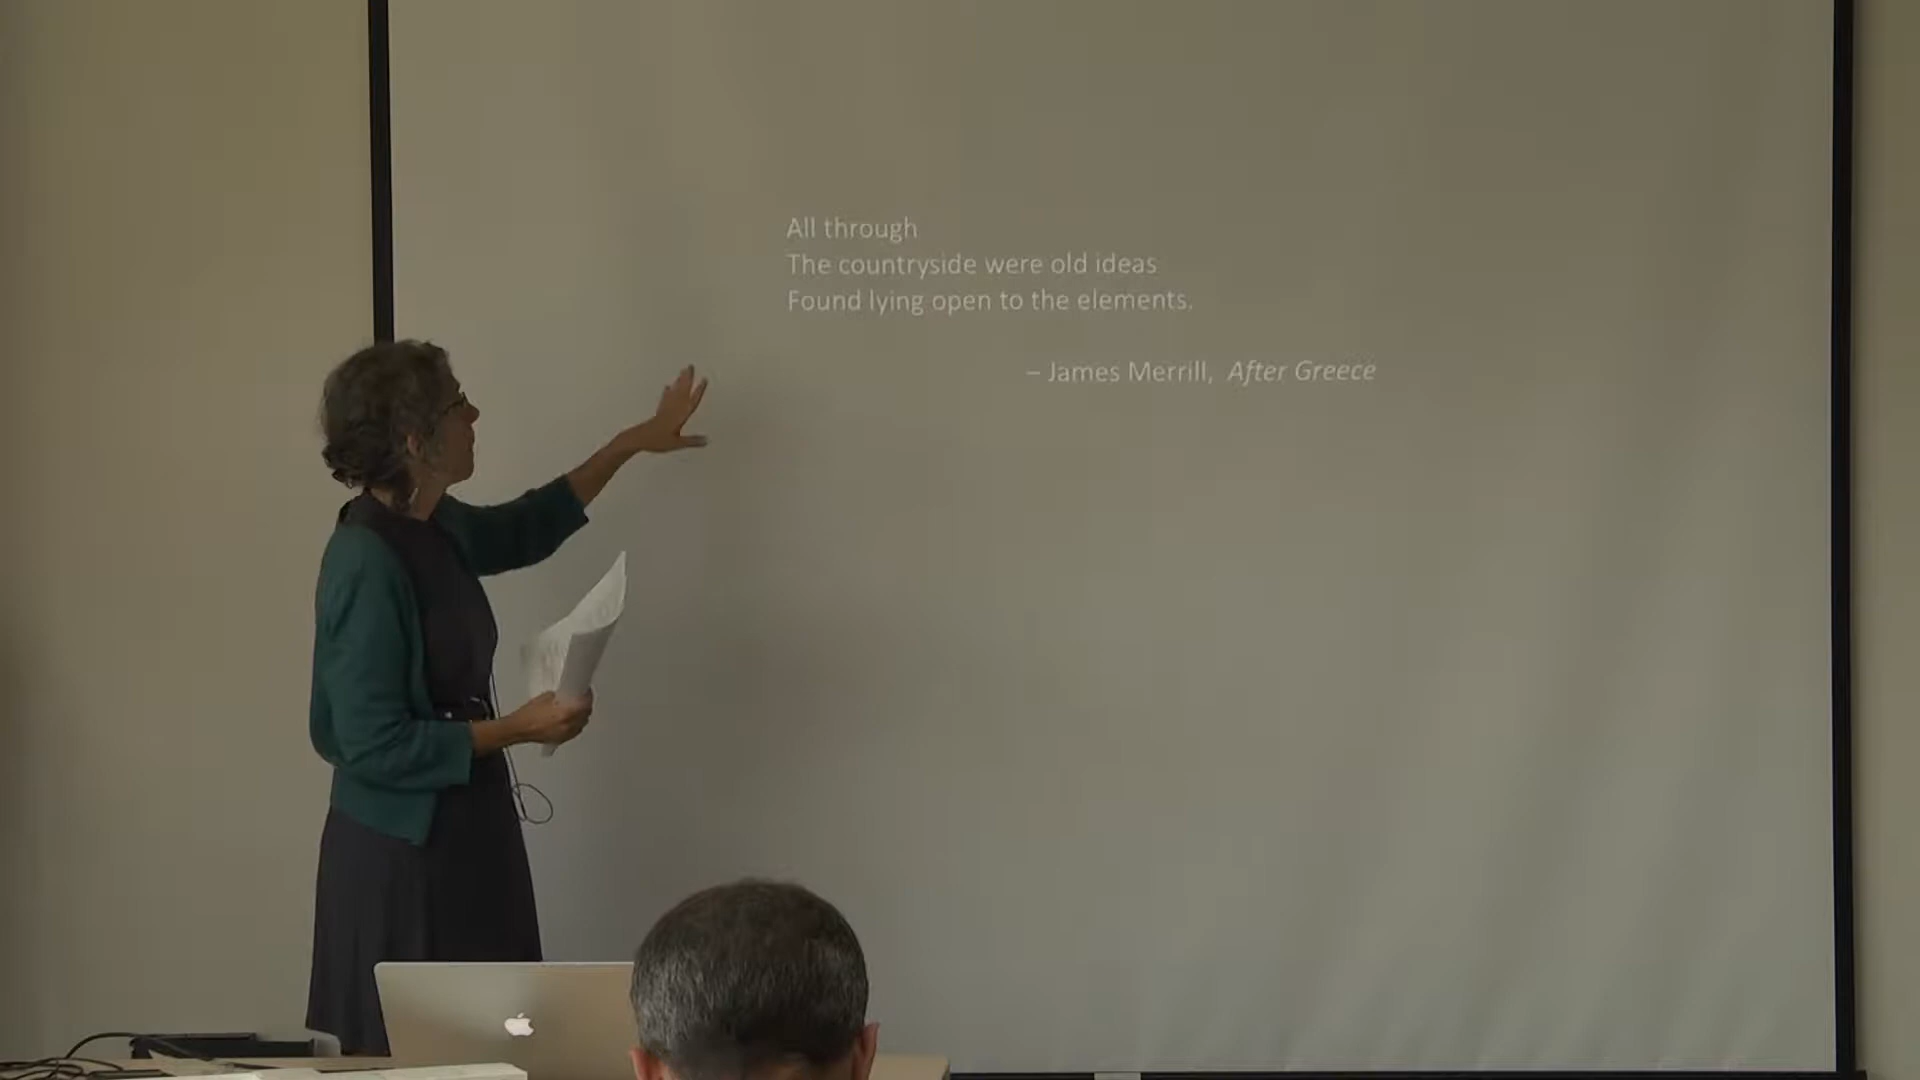 All through
The countryside were old ideas
Found lying open to the elements.
– James Merrill, After Greece